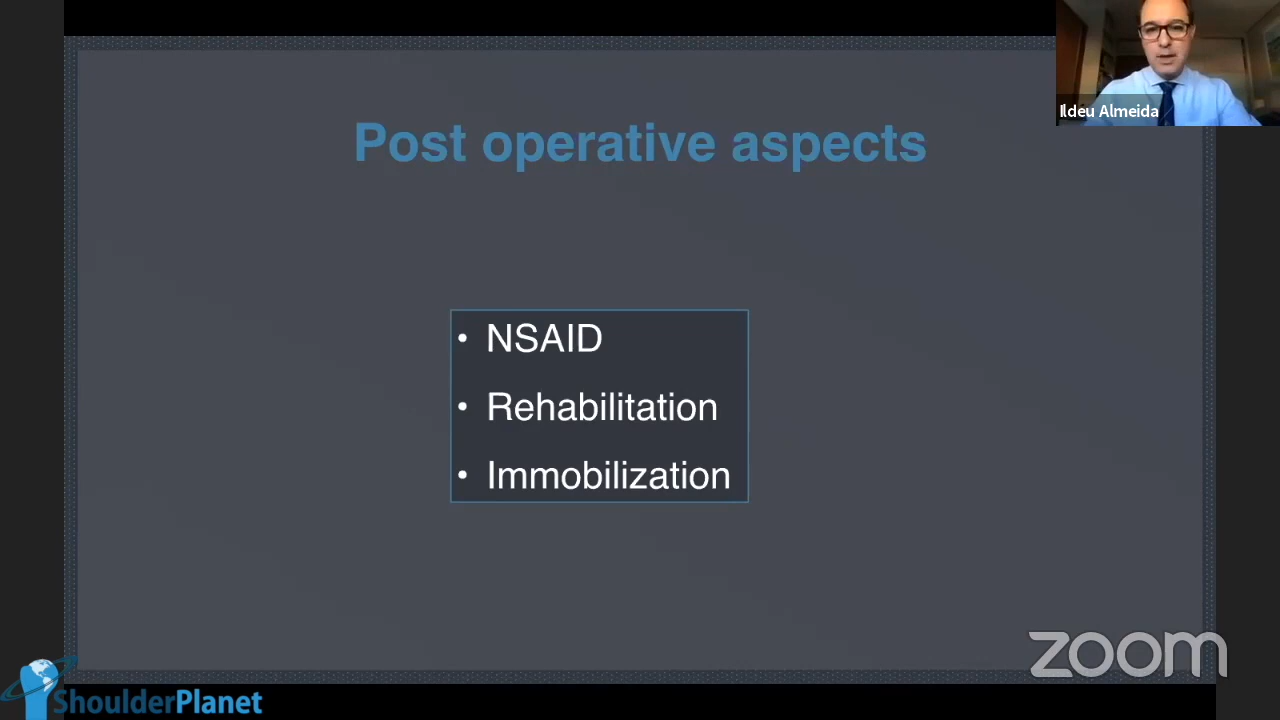 Ildeu Almeida
Post operative aspects
• NSAID
• Rehabilitation
• Immobilization
zoom
ShoulderPlanet